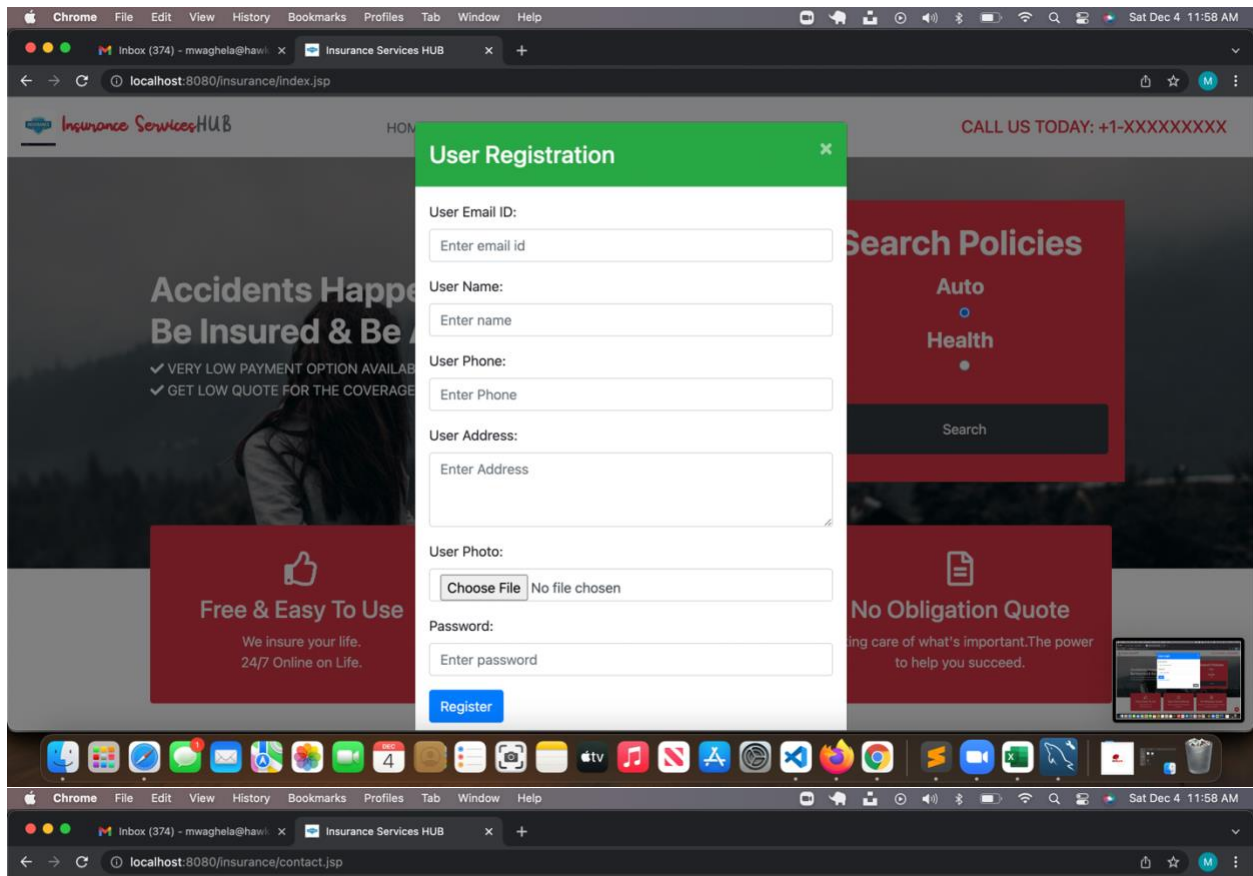 Chrome File Edit View History Bookmarks Profiles Tab Window Help Sat Dec 4 11:58 AM
Inbox (374) - mwaghela@hawk Insurance Services HUB
localhost:8080/insurance/index.jsp M
Insurance ServicesHUB HOM CALL US TODAY: +1-XXXXXXXXX
User Registration
User Email ID:
Enter email id
User Name:
Enter name
User Phone:
Enter Phone
User Address:
Enter Address
User Photo:
Choose File No file chosen
Password:
Enter password
Register
Accidents Happe
Be Insured & Be
VERY LOW PAYMENT OPTION AVAILAB
GET LOW QUOTE FOR THE COVERAGE
Search Policies
Auto
Health
Search
Free & Easy To Use
We insure your life.
24/7 Online on Life.
No Obligation Quote
ing care of what's important.The power
to help you succeed.
DEC
4
tv
Chrome File Edit View History Bookmarks Profiles Tab Window Help Sat Dec 4 11:58 AM
Inbox (374) - mwaghela@hawk Insurance Services HUB
localhost:8080/insurance/contact.jsp M